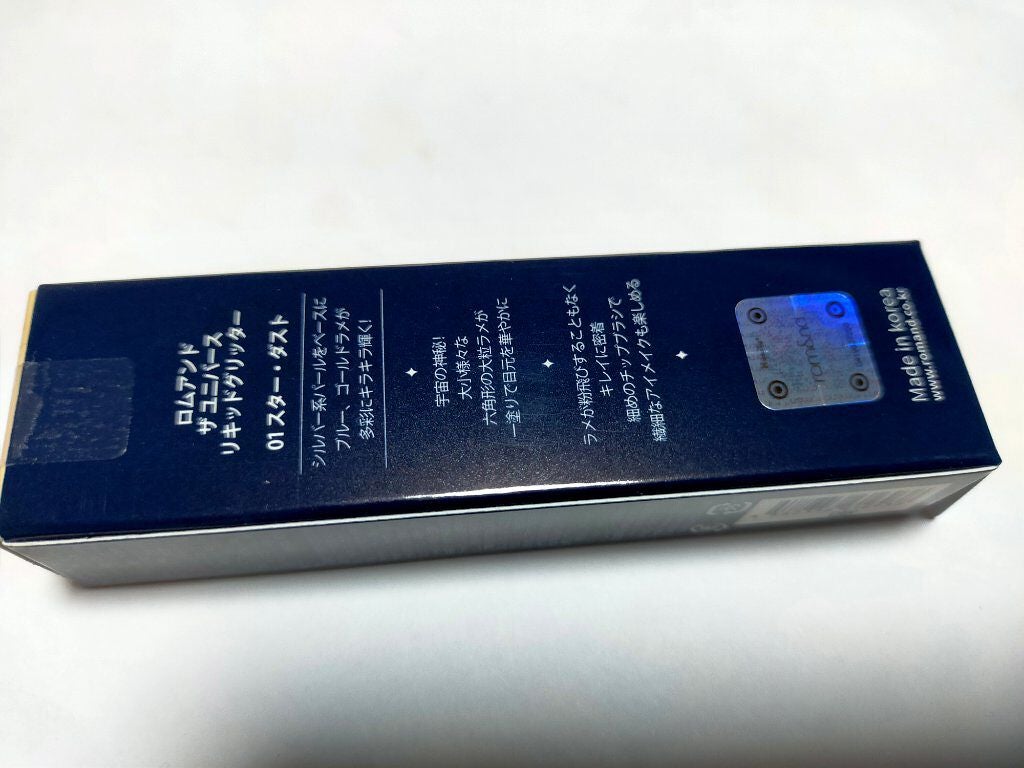 ロムアンド
ザ ユニバース
リキッドグリッター
01 スター・ダスト
シルバー系パールをベースに
ブルー、ゴールドラメが
多彩にキラキラ輝く!
宇宙の神秘!
大小様々な
六角形の大粒ラメが
一塗りで目元を華やかに
ラメが粉飛びすることもなく
キレイに密着
細めのチップブラシで
繊細なアイメイクも楽しめる
rom&nd
Made in korea
www.romand.co.kr